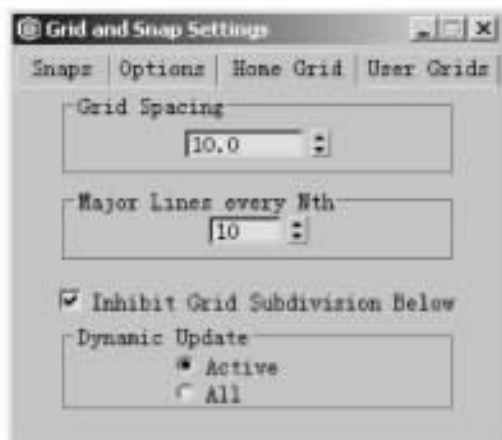 Grid and Snap Settings
Snaps Options Home Grid User Grids
Grid Spacing
10.0
Major Lines every Nth
10
Inhibit Grid Subdivision Below
Dynamic Update
Active
All